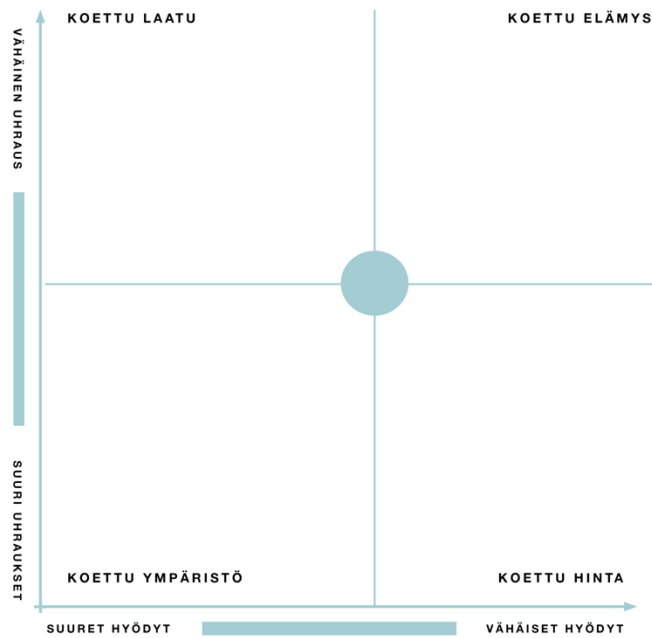 KOETTU LAATU
KOETTU ELÄMYS
VÄHÄINEN UHRAUS
SUURI UHRAUKSET
KOETTU YMPÄRISTÖ
KOETTU HINTA
SUURET HYÖDYT
VÄHÄISET HYÖDYT